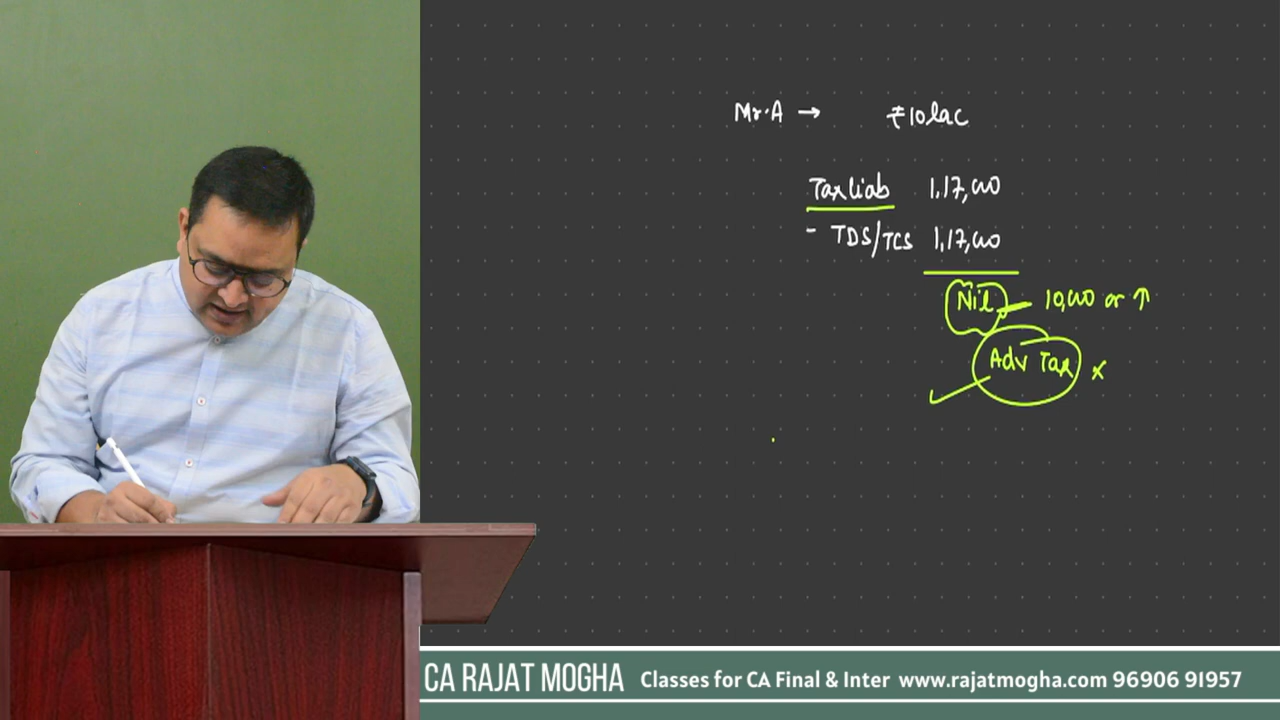 Mr.A → ₹10lac
Tax liab 1,17,000
- TDS/TCS 1,17,000
Nil - 10,000 or ↑
Adv Tax ×
CA RAJAT MOGHA Classes for CA Final & Inter www.rajatmogha.com 96906 91957